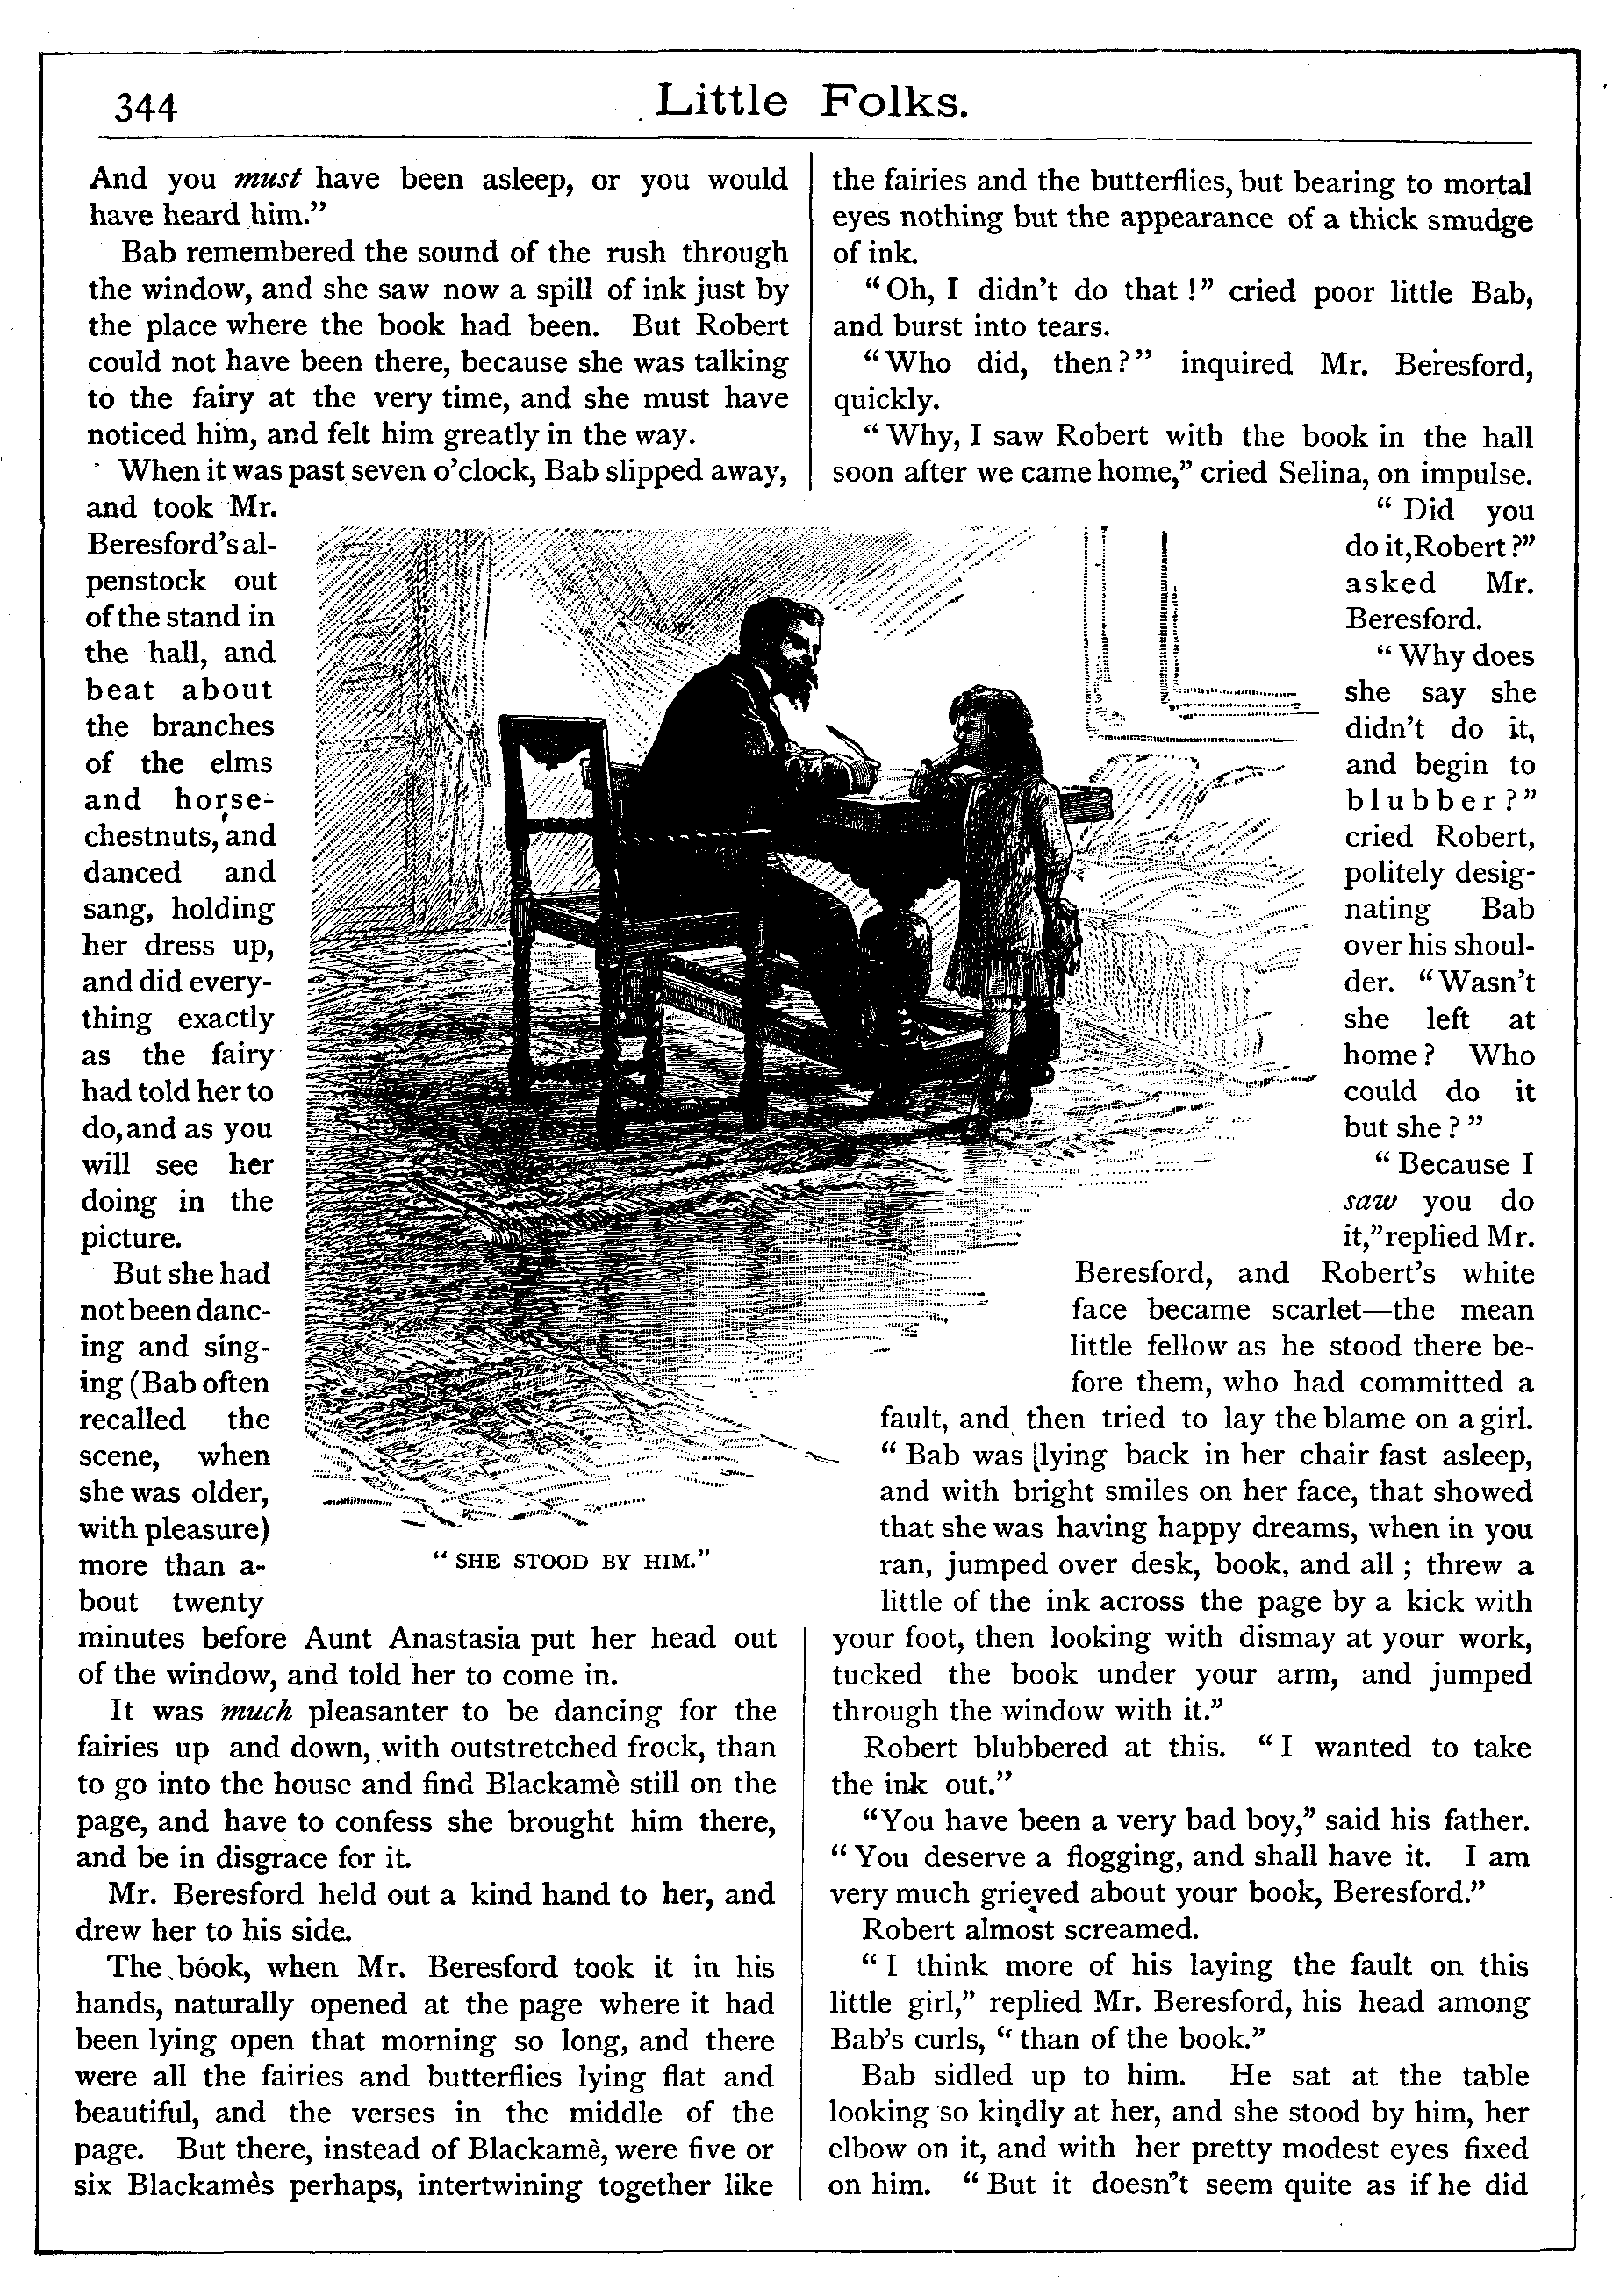 344
Little Folks.
And you must have been asleep, or you would
have heard him.”
Bab remembered the sound of the rush through
the window, and she saw now a spill of ink just by
the place where the book had been. But Robert
could not have been there, because she was talking
to the fairy at the very time, and she must have
noticed him, and felt him greatly in the way.
When it was past seven o’clock, Bab slipped away,
and took Mr.
Beresford’s al-
penstock out
of the stand in
the hall, and
beat about
the branches
of the elms
and horse-
chestnuts, and
danced and
sang, holding
her dress up,
and did every-
thing exactly
as the fairy
had told her to
do, and as you
will see her
doing in the
picture.
But she had
not been danc-
ing and sing-
ing (Bab often
recalled the
scene, when
she was older,
with pleasure)
more than a-
bout twenty
minutes before Aunt Anastasia put her head out
of the window, and told her to come in.
It was much pleasanter to be dancing for the
fairies up and down, with outstretched frock, than
to go into the house and find Blackamè still on the
page, and have to confess she brought him there,
and be in disgrace for it.
Mr. Beresford held out a kind hand to her, and
drew her to his side.
The book, when Mr. Beresford took it in his
hands, naturally opened at the page where it had
been lying open that morning so long, and there
were all the fairies and butterflies lying flat and
beautiful, and the verses in the middle of the
page. But there, instead of Blackamè, were five or
six Blackamès perhaps, intertwining together like
“SHE STOOD BY HIM.”
the fairies and the butterflies, but bearing to mortal
eyes nothing but the appearance of a thick smudge
of ink.
“Oh, I didn’t do that!” cried poor little Bab,
and burst into tears.
“Who did, then?” inquired Mr. Beresford,
quickly.
“Why, I saw Robert with the book in the hall
soon after we came home,” cried Selina, on impulse.
“Did you
do it, Robert?”
asked Mr.
Beresford.
“Why does
she say she
didn’t do it,
and begin to
blubber?”
cried Robert,
politely desig-
nating Bab
over his shoul-
der. “Wasn’t
she left at
home? Who
could do it
but she?”
“Because I
saw you do
it,” replied Mr.
Beresford, and Robert’s white
face became scarlet—the mean
little fellow as he stood there be-
fore them, who had committed a
fault, and then tried to lay the blame on a girl.
“Bab was lying back in her chair fast asleep,
and with bright smiles on her face, that showed
that she was having happy dreams, when in you
ran, jumped over desk, book, and all; threw a
little of the ink across the page by a kick with
your foot, then looking with dismay at your work,
tucked the book under your arm, and jumped
through the window with it.”
Robert blubbered at this. “I wanted to take
the ink out.”
“You have been a very bad boy,” said his father.
“You deserve a flogging, and shall have it. I am
very much grieved about your book, Beresford.”
Robert almost screamed.
“I think more of his laying the fault on this
little girl,” replied Mr. Beresford, his head among
Bab’s curls, “than of the book.”
Bab sidled up to him. He sat at the table
looking so kindly at her, and she stood by him, her
elbow on it, and with her pretty modest eyes fixed
on him. “But it doesn’t seem quite as if he did